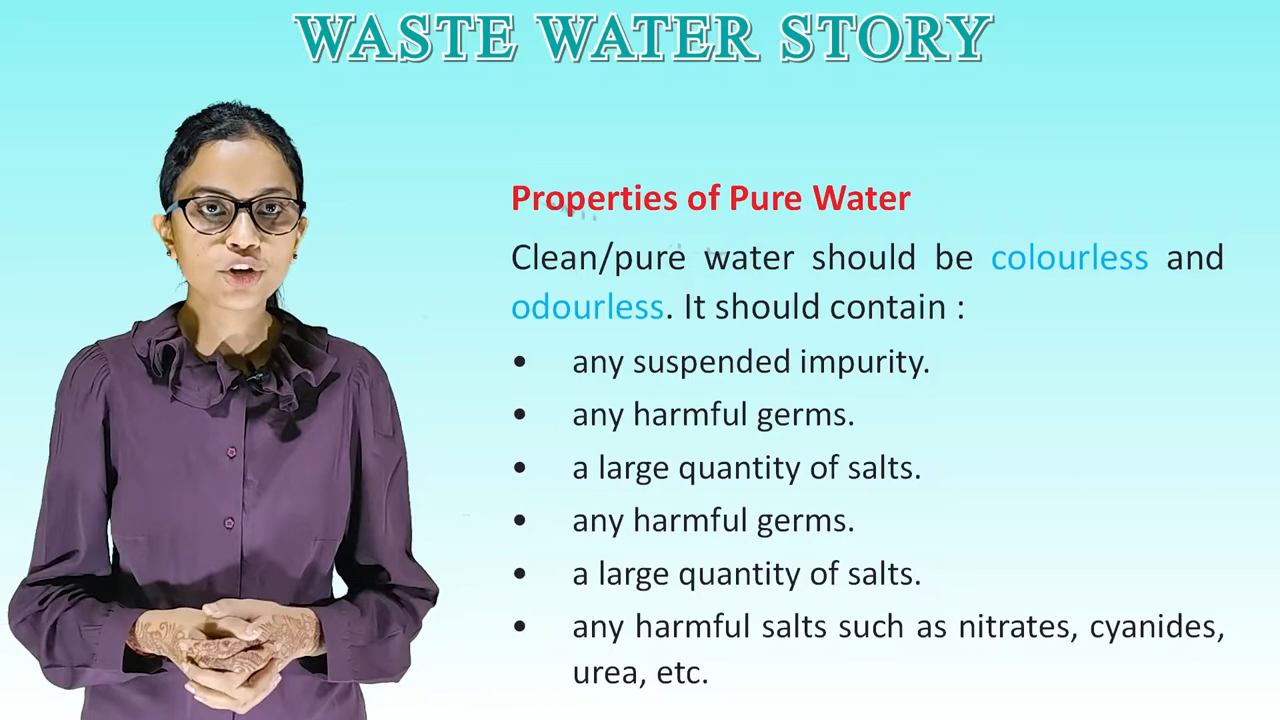 WASTE WATER STORY
Properties of Pure Water
Clean/pure water should be colourless and
odourless. It should contain :
• any suspended impurity.
• any harmful germs.
• a large quantity of salts.
• any harmful germs.
• a large quantity of salts.
• any harmful salts such as nitrates, cyanides,
urea, etc.